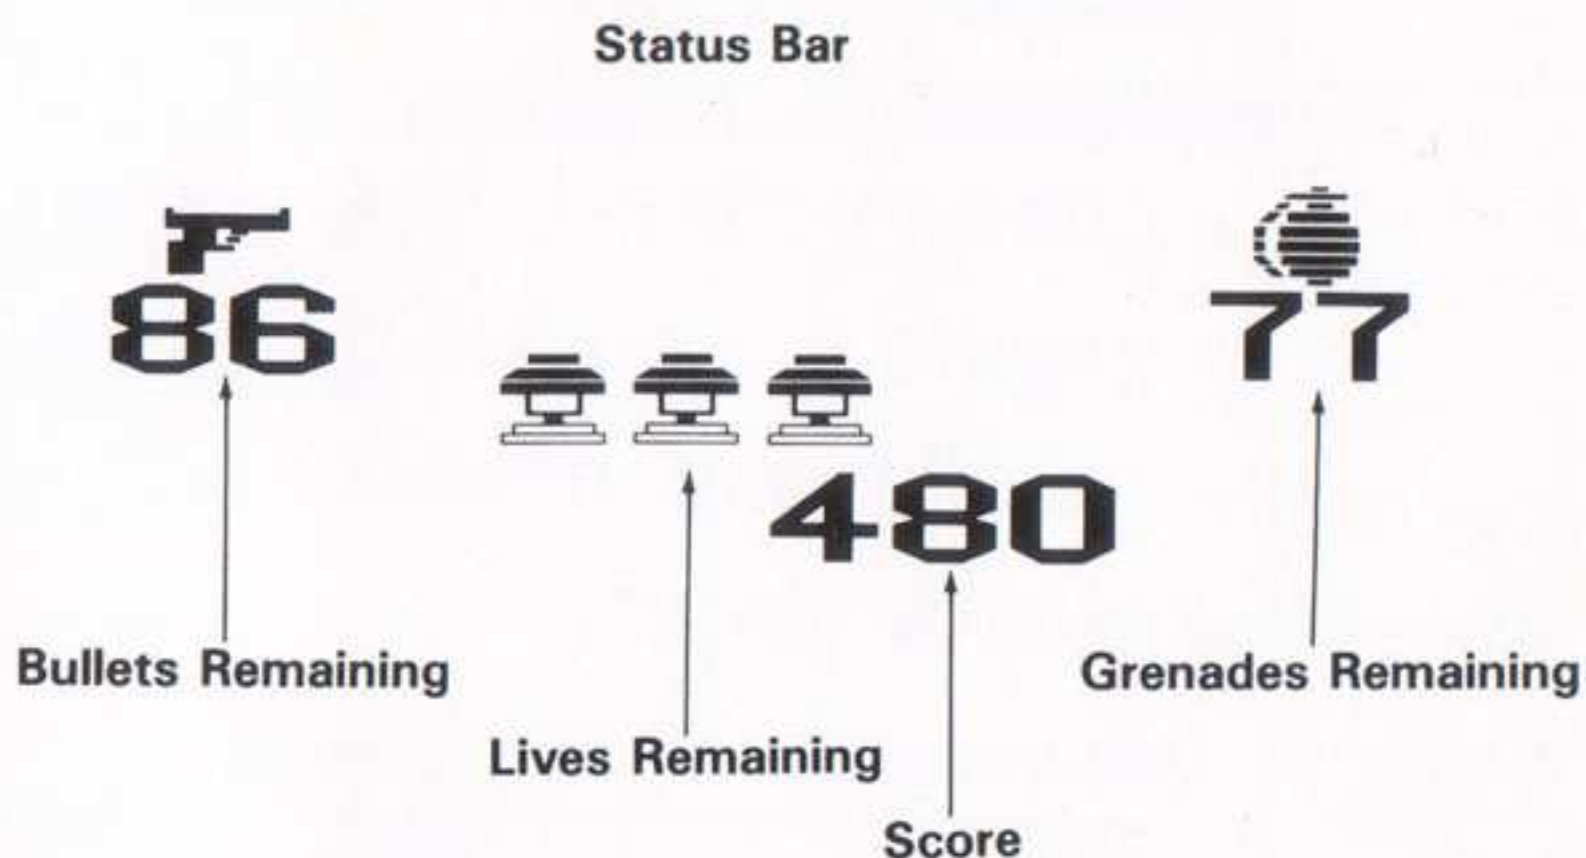 Status Bar
86
77
480
Bullets Remaining
Grenades Remaining
Lives Remaining
Score